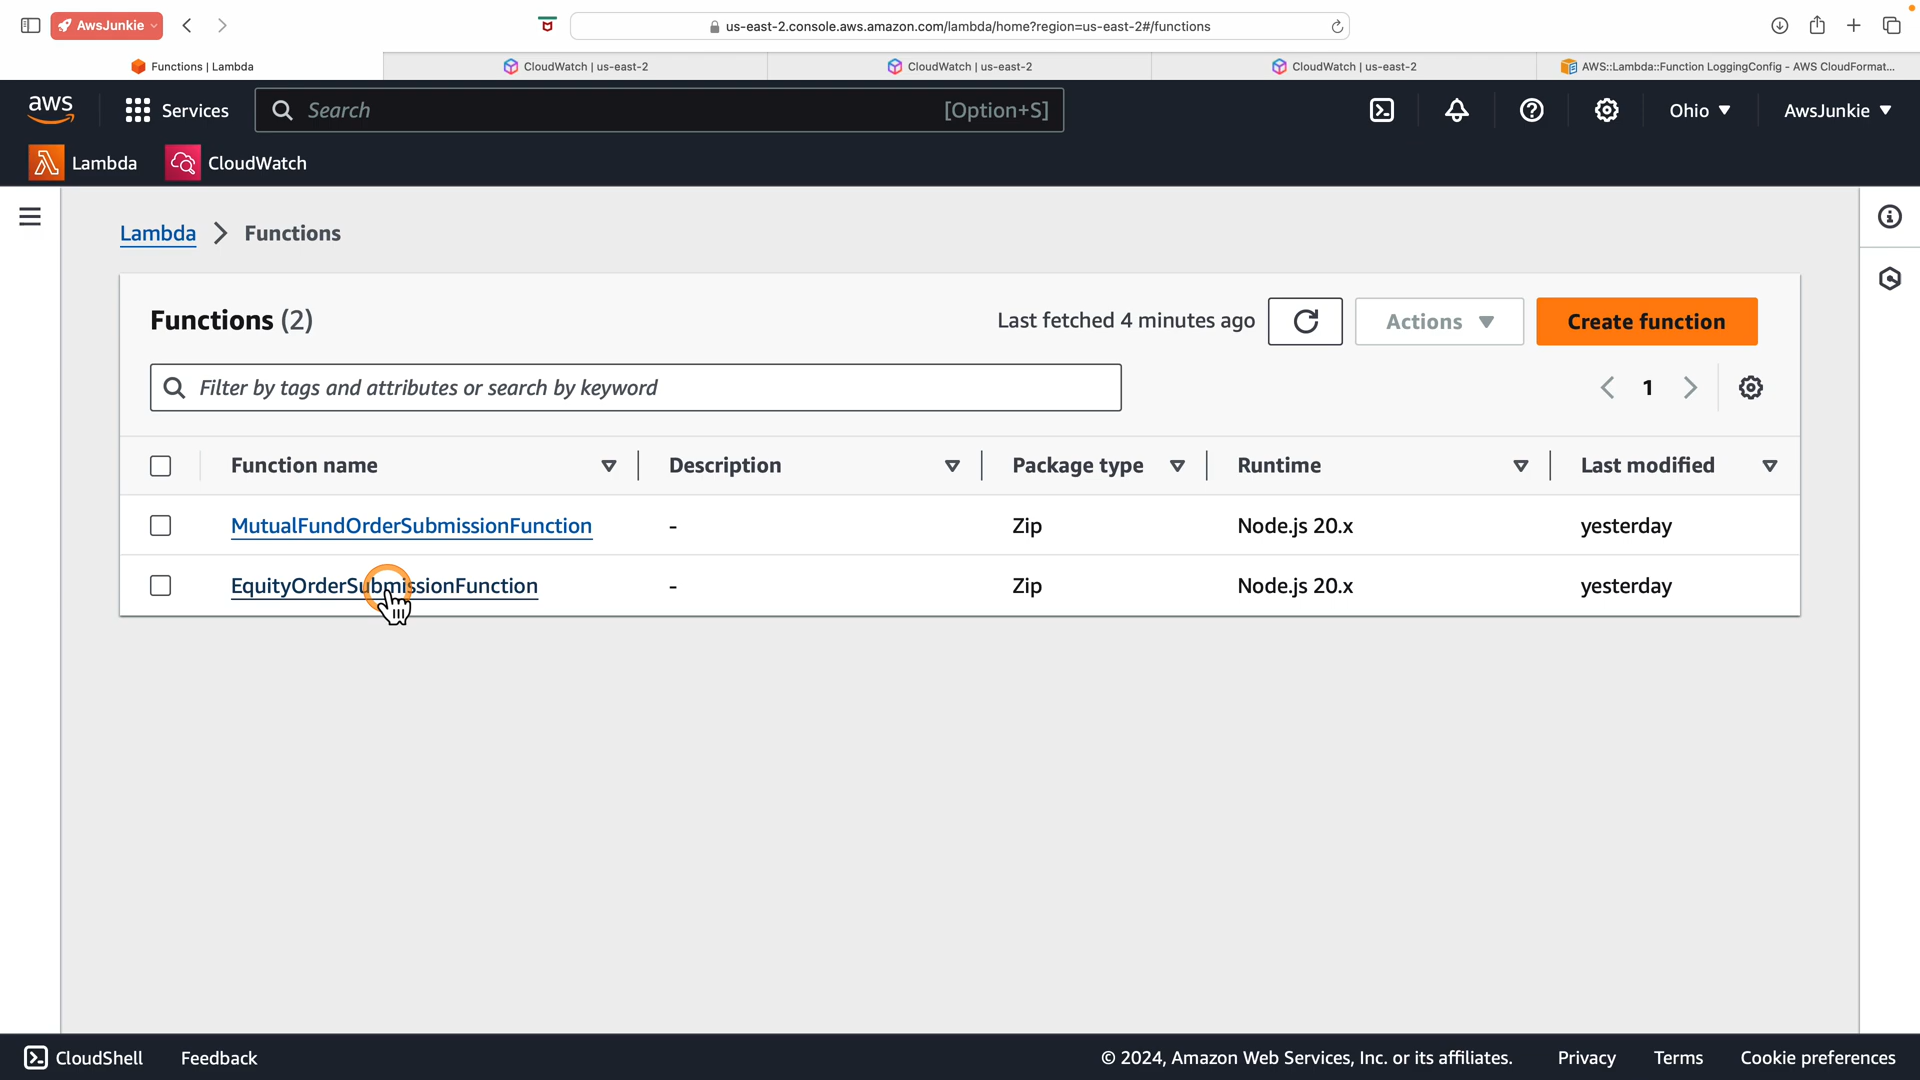 AwsJunkie
us-east-2.console.aws.amazon.com/lambda/home?region=us-east-2#/functions
Functions | Lambda
CloudWatch | us-east-2
CloudWatch | us-east-2
CloudWatch | us-east-2
AWS::Lambda::Function LoggingConfig - AWS CloudFormat...
aws
Services
Search
[Option+S]
Ohio
AwsJunkie
Lambda
CloudWatch
Lambda
Functions
Functions (2)
Last fetched 4 minutes ago
Actions
Create function
Filter by tags and attributes or search by keyword
1
Function name
Description
Package type
Runtime
Last modified
MutualFundOrderSubmissionFunction
-
Zip
Node.js 20.x
yesterday
EquityOrderSubmissionFunction
-
Zip
Node.js 20.x
yesterday
CloudShell
Feedback
© 2024, Amazon Web Services, Inc. or its affiliates.
Privacy
Terms
Cookie preferences